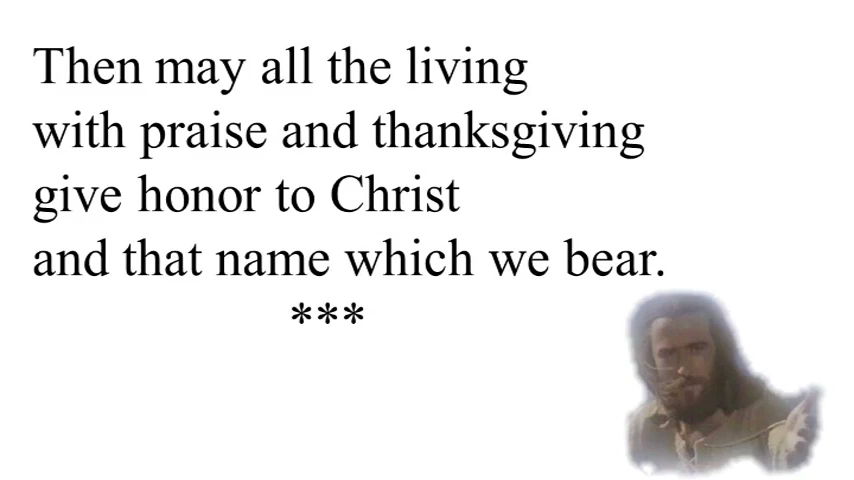 Then may all the living
with praise and thanksgiving
give honor to Christ
and that name which we bear.
***